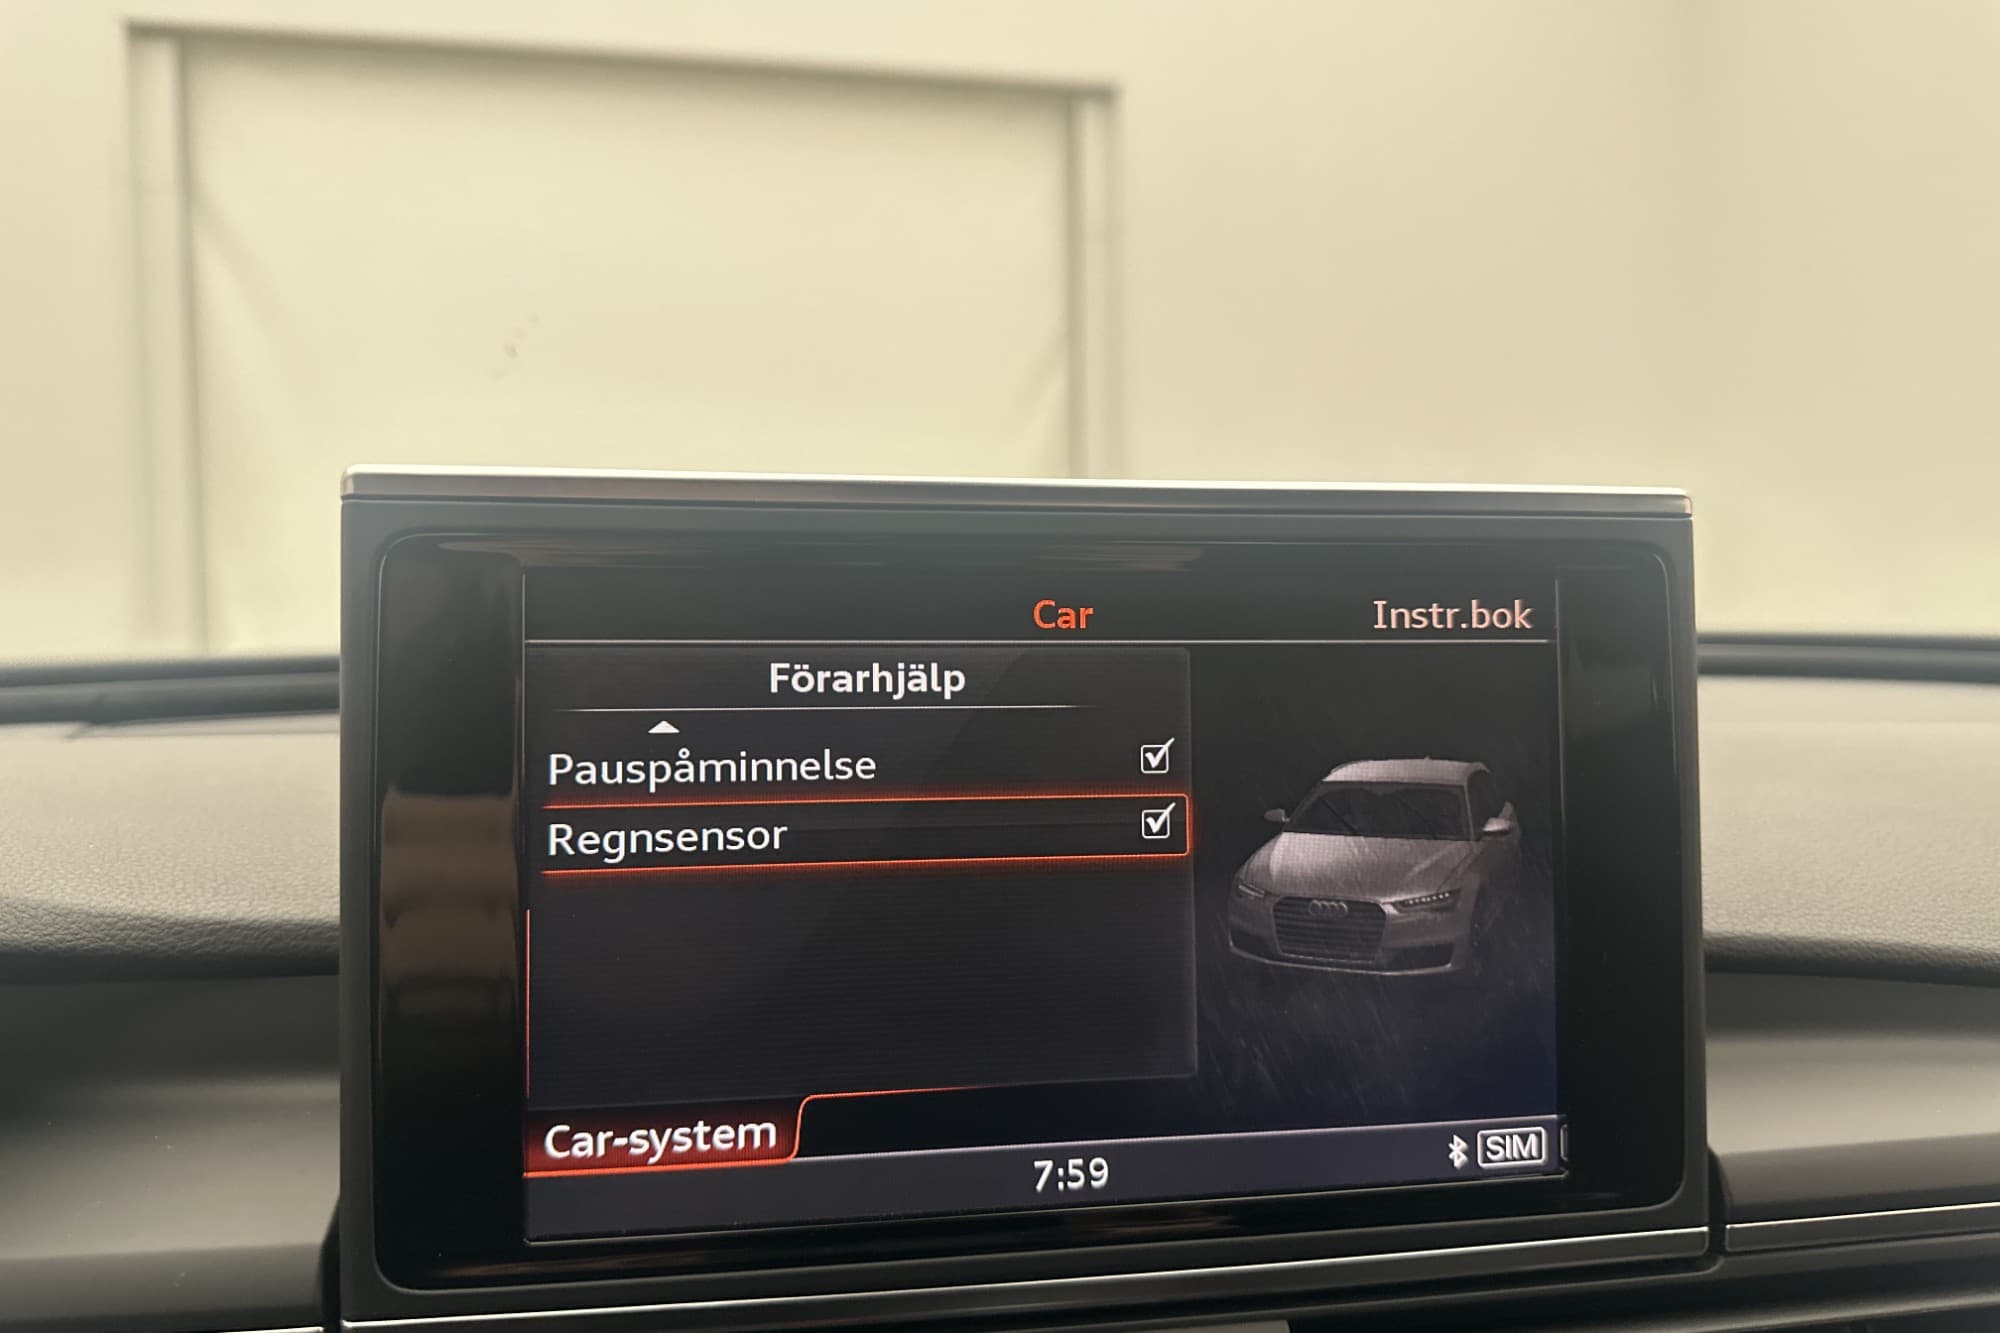 Car
Instr.bok
Förarhjälp
Pauspåminnelse
Regnsensor
Car-system
7:59
SIM